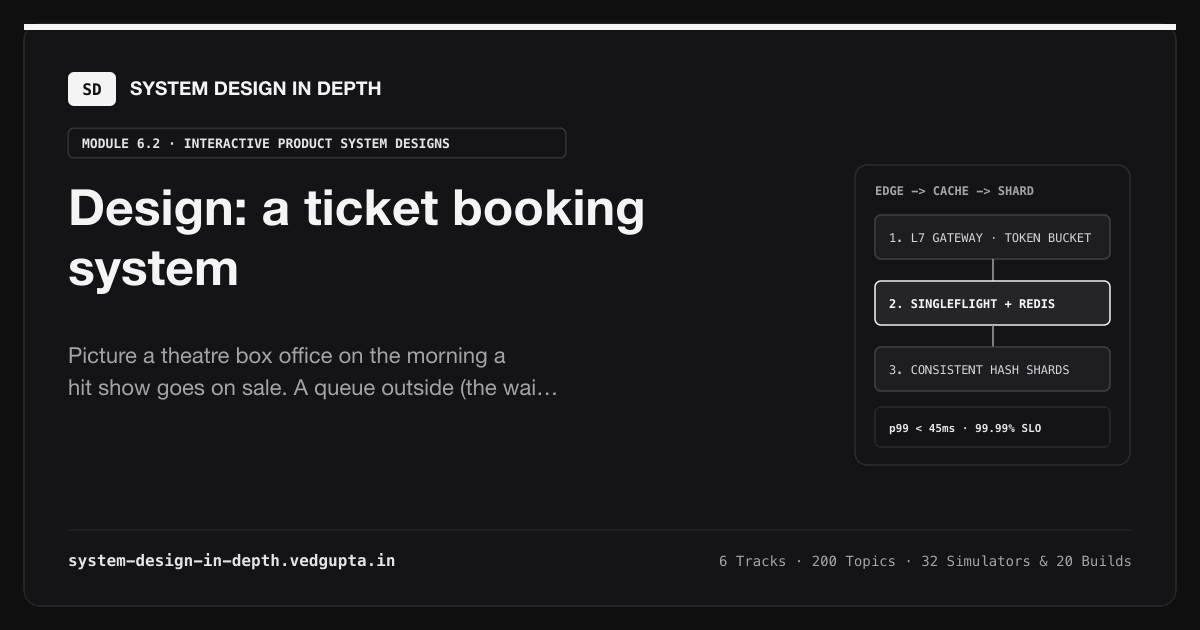 SD
SYSTEM DESIGN IN DEPTH
MODULE 6.2 · INTERACTIVE PRODUCT SYSTEM DESIGNS
Design: a ticket booking
system
Picture a theatre box office on the morning a
hit show goes on sale. A queue outside (the wai…
EDGE -> CACHE -> SHARD
1. L7 GATEWAY · TOKEN BUCKET
2. SINGLEFLIGHT + REDIS
3. CONSISTENT HASH SHARDS
p99 < 45ms · 99.99% SLO
system-design-in-depth.vedgupta.in
6 Tracks · 200 Topics · 32 Simulators & 20 Builds